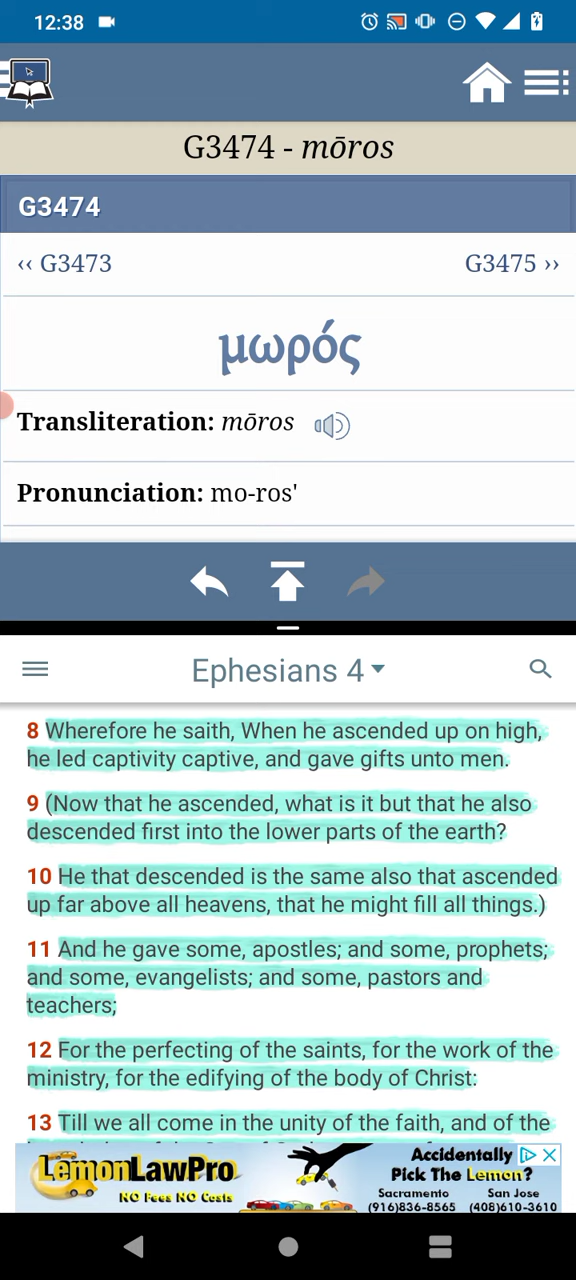 12:38
G3474 - mōros
G3474
‹‹ G3473 G3475 ››
μωρός
Transliteration: mōros
Pronunciation: mo-ros'
Ephesians 4
8 Wherefore he saith, When he ascended up on high,
he led captivity captive, and gave gifts unto men.
9 (Now that he ascended, what is it but that he also
descended first into the lower parts of the earth?
10 He that descended is the same also that ascended
up far above all heavens, that he might fill all things.)
11 And he gave some, apostles; and some, prophets;
and some, evangelists; and some, pastors and
teachers;
12 For the perfecting of the saints, for the work of the
ministry, for the edifying of the body of Christ:
13 Till we all come in the unity of the faith, and of the
LemonLawPro
NO Fees NO Costs
Accidentally
Pick The Lemon?
Sacramento San Jose
(916)836-8565 (408)610-3610